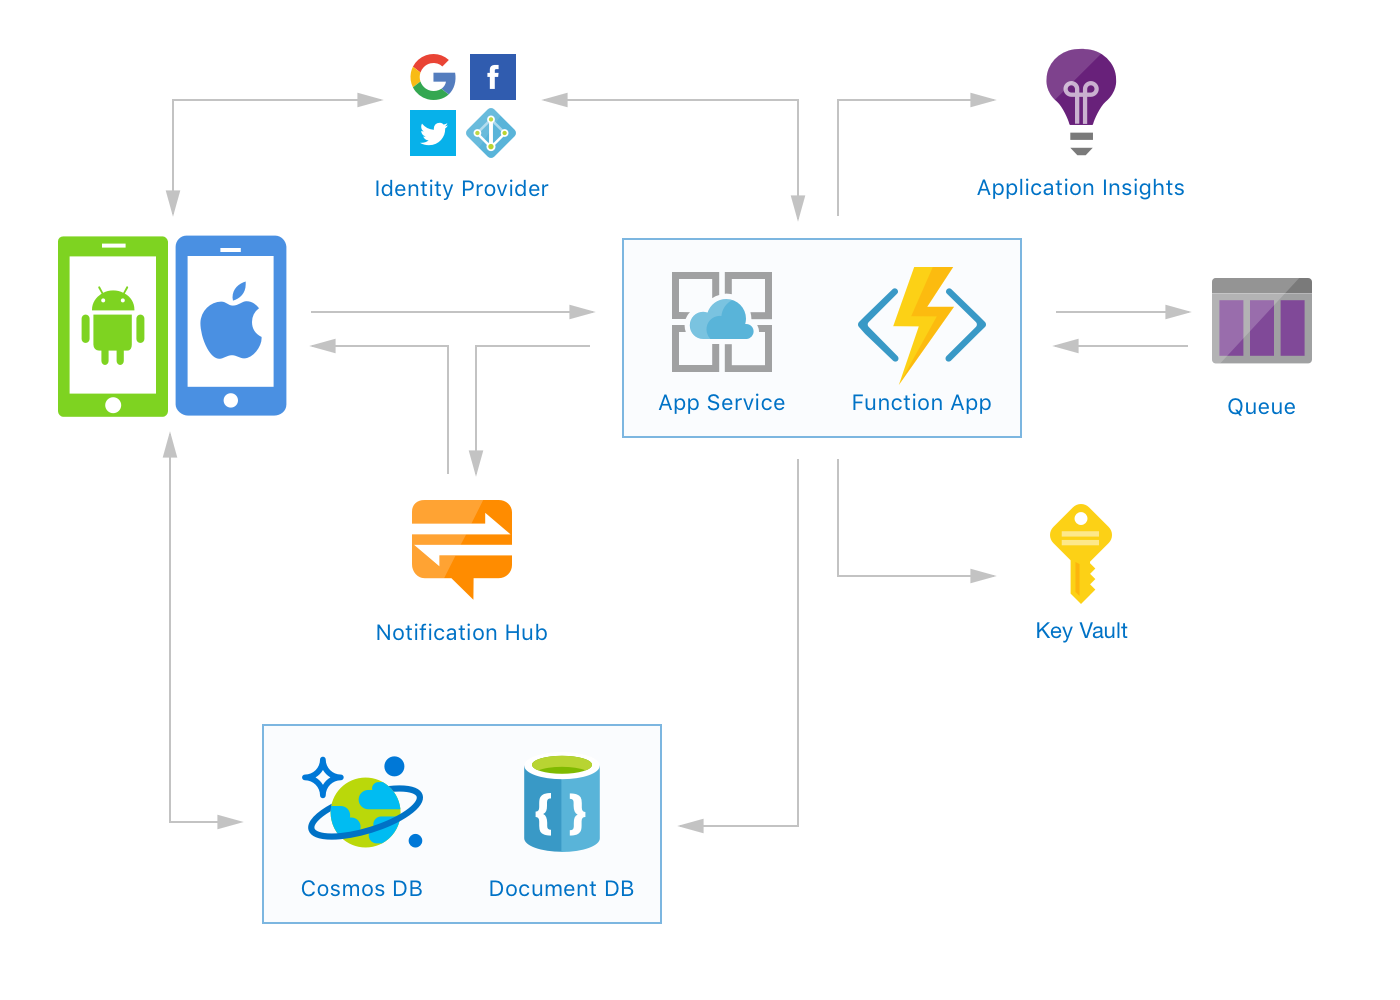 f
Identity Provider
Application Insights
App Service
Function App
Queue
Notification Hub
Key Vault
{ }
Cosmos DB
Document DB